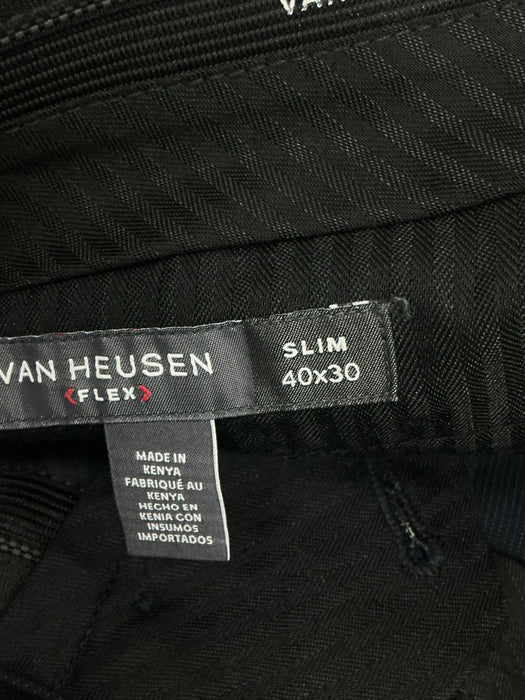 VAN HEUSEN
<FLEX>
SLIM
40x30
MADE IN
KENYA
FABRIQUÉ AU
KENYA
HECHO EN
KENIA CON
INSUMOS
IMPORTADOS